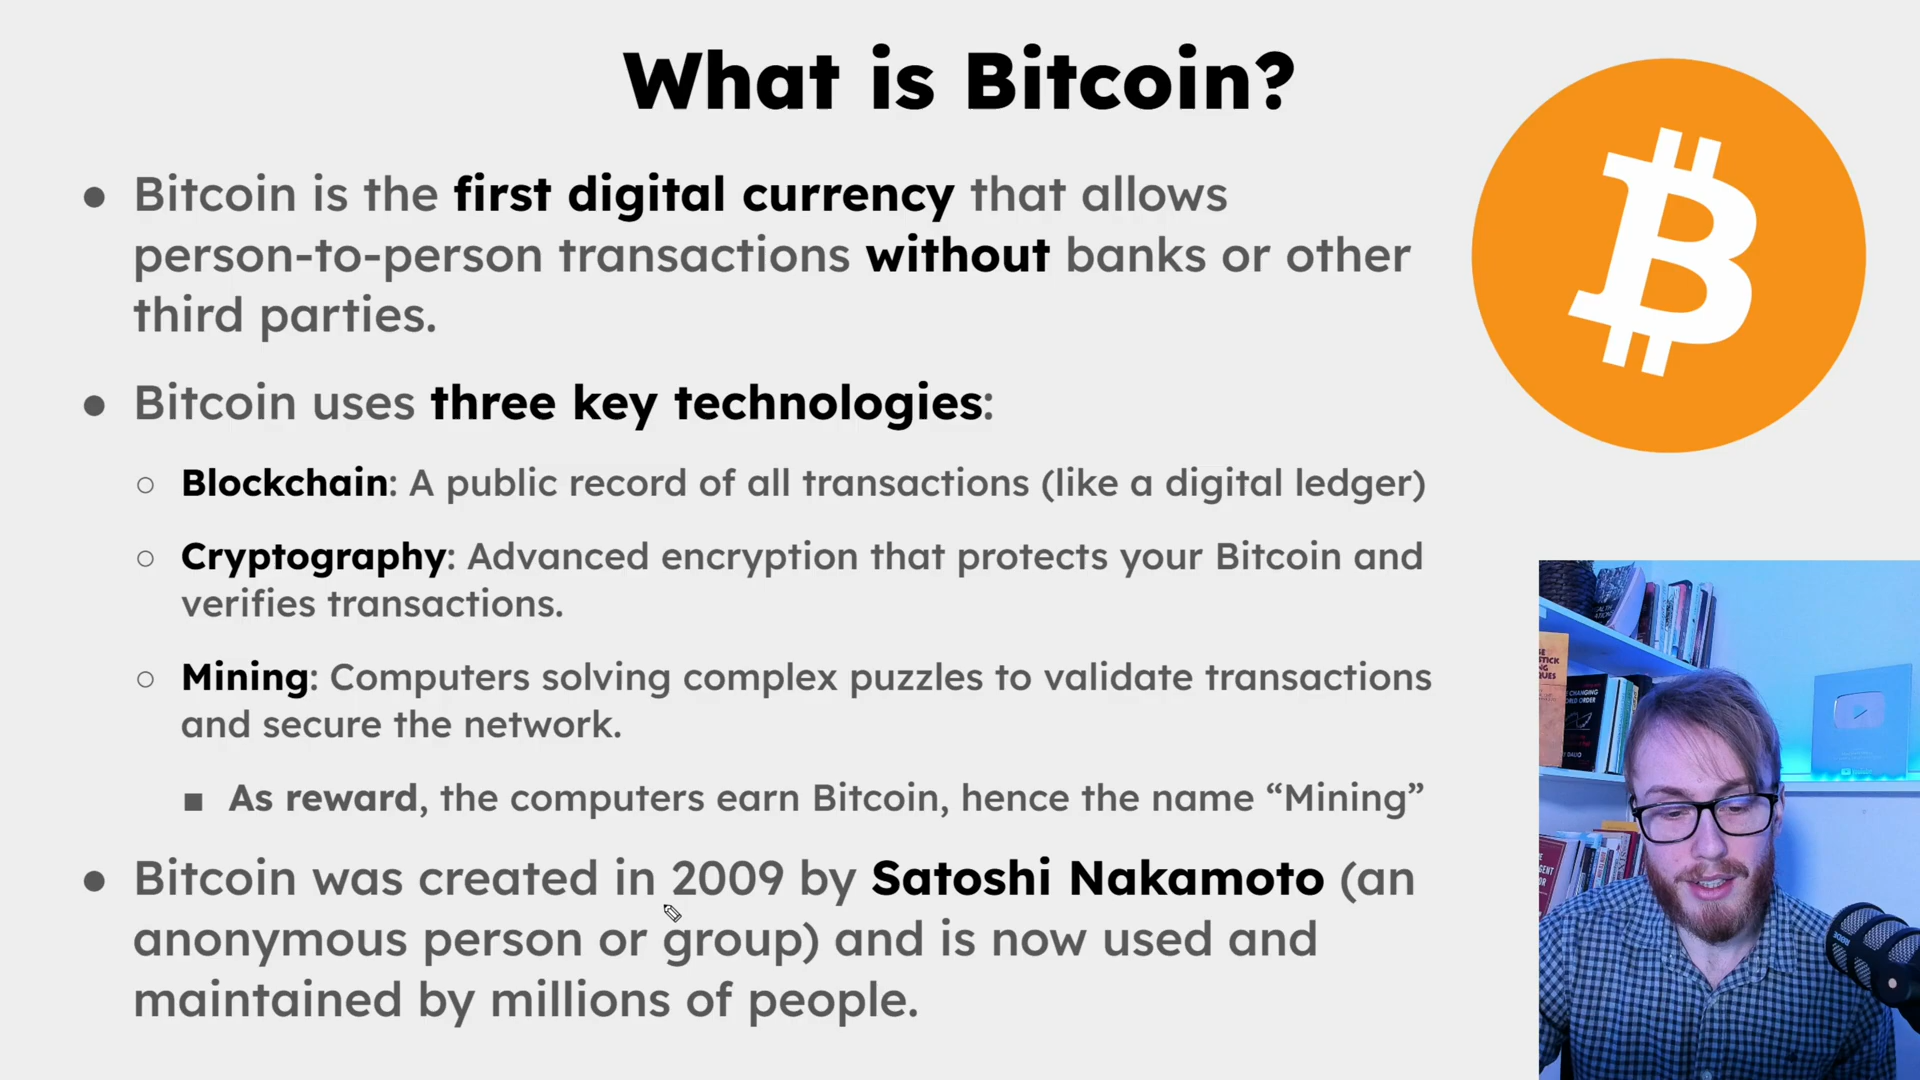 What is Bitcoin?
● Bitcoin is the first digital currency that allows
person-to-person transactions without banks or other
third parties.
● Bitcoin uses three key technologies:
○ Blockchain: A public record of all transactions (like a digital ledger)
○ Cryptography: Advanced encryption that protects your Bitcoin and
verifies transactions.
○ Mining: Computers solving complex puzzles to validate transactions
and secure the network.
■ As reward, the computers earn Bitcoin, hence the name “Mining”
● Bitcoin was created in 2009 by Satoshi Nakamoto (an
anonymous person or group) and is now used and
maintained by millions of people.
CHANGING
RODE